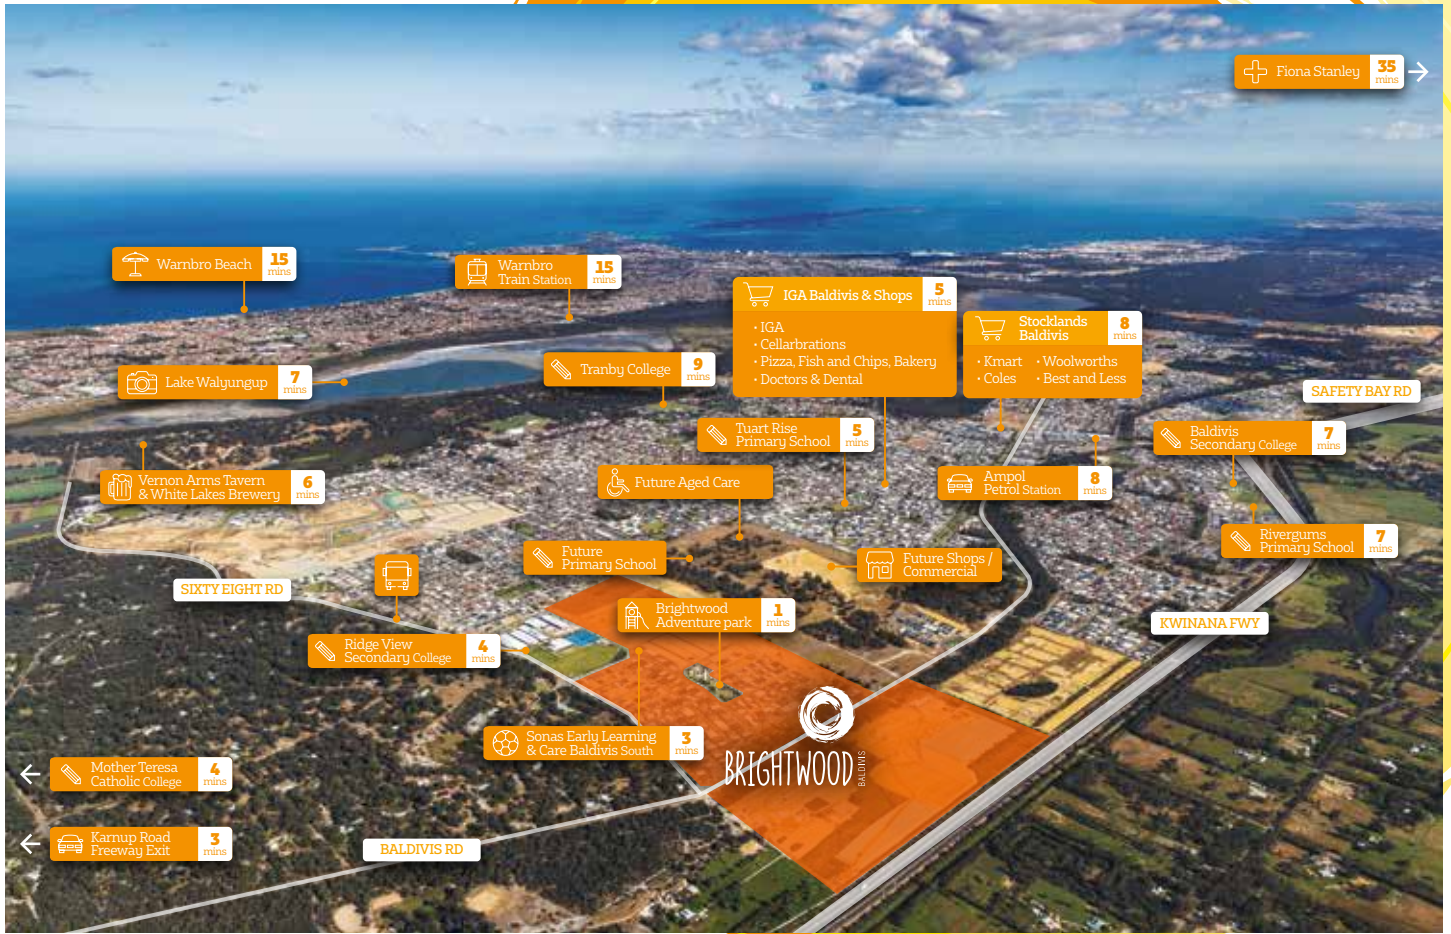 Fiona Stanley
35
mins
Warnbro Beach
15
mins
Warnbro
Train Station
15
mins
IGA Baldivis & Shops
5
mins
· IGA
· Cellarbrations
· Pizza, Fish and Chips, Bakery
· Doctors & Dental
Stocklands
Baldivis
8
mins
· Kmart
· Woolworths
· Coles
· Best and Less
Lake Walyungup
7
mins
Tranby College
9
mins
SAFETY BAY RD
Tuart Rise
Primary School
5
mins
Baldivis
Secondary College
7
mins
Vernon Arms Tavern
& White Lakes Brewery
6
mins
Future Aged Care
Ampol
Petrol Station
8
mins
Rivergums
Primary School
7
mins
Future
Primary School
Future Shops /
Commercial
SIXTY EIGHT RD
Brightwood
Adventure park
1
mins
KWINANA FWY
Ridge View
Secondary College
4
mins
Sonas Early Learning
& Care Baldivis South
3
mins
BRIGHTWOOD
BALDIVIS
Mother Teresa
Catholic College
4
mins
Karnup Road
Freeway Exit
3
mins
BALDIVIS RD